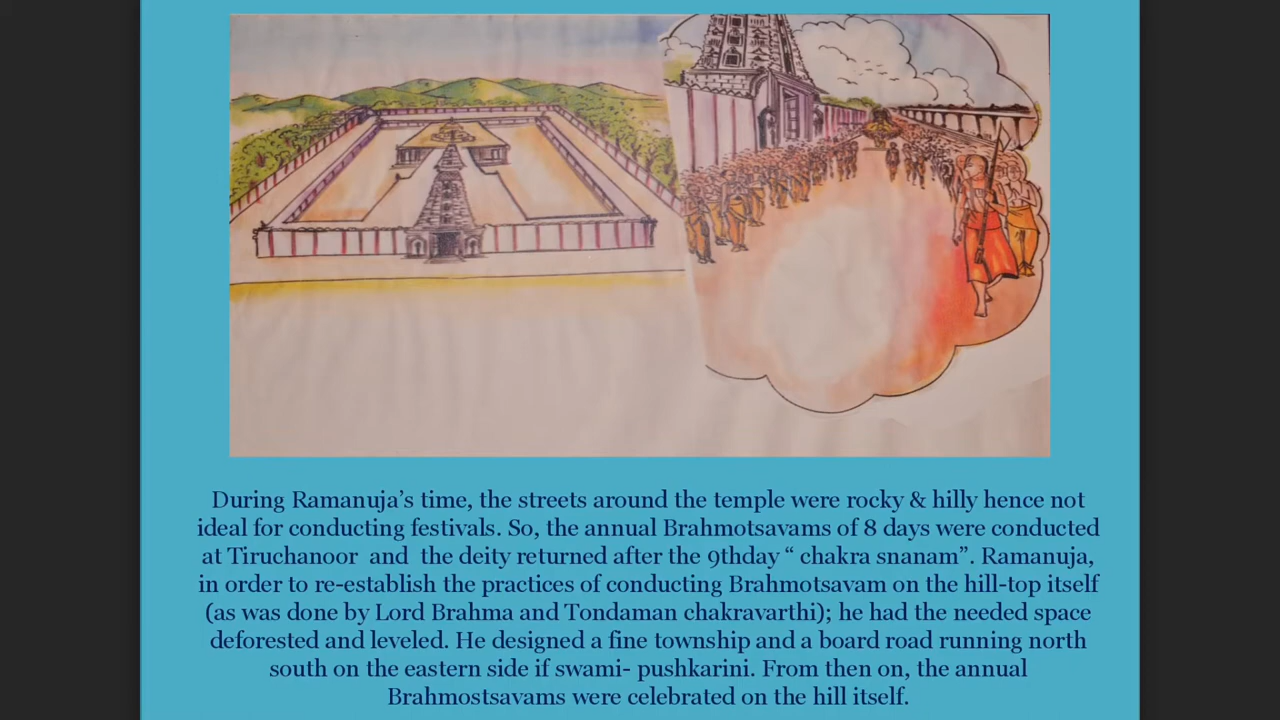 During Ramanuja’s time, the streets around the temple were rocky & hilly hence not
ideal for conducting festivals. So, the annual Brahmotsavams of 8 days were conducted
at Tiruchanoor and the deity returned after the 9thday “ chakra snanam”. Ramanuja,
in order to re-establish the practices of conducting Brahmotsavam on the hill-top itself
(as was done by Lord Brahma and Tondaman chakravarthi); he had the needed space
deforested and leveled. He designed a fine township and a board road running north
south on the eastern side if swami- pushkarini. From then on, the annual
Brahmostsavams were celebrated on the hill itself.